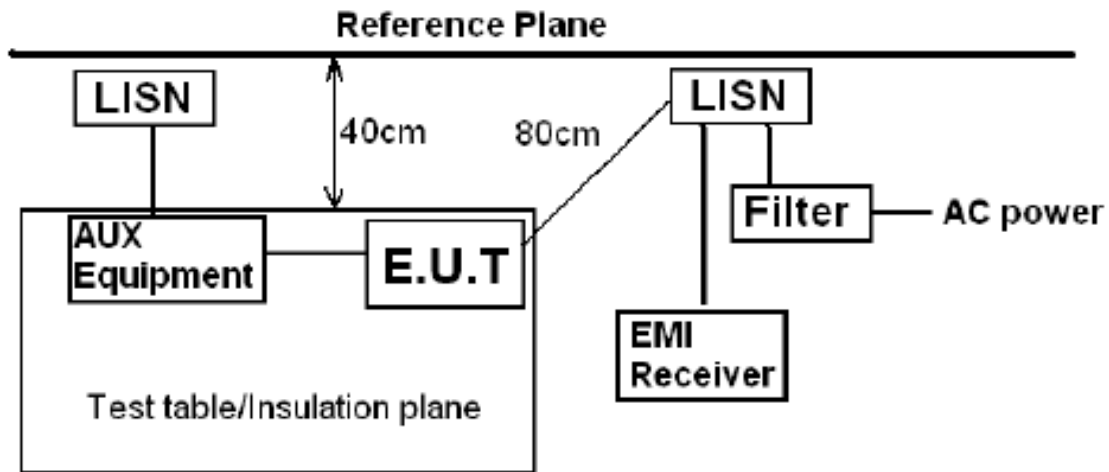 Reference Plane
LISN
40cm
80cm
LISN
Filter
AC power
AUX
Equipment
E.U.T
EMI
Receiver
Test table/Insulation plane